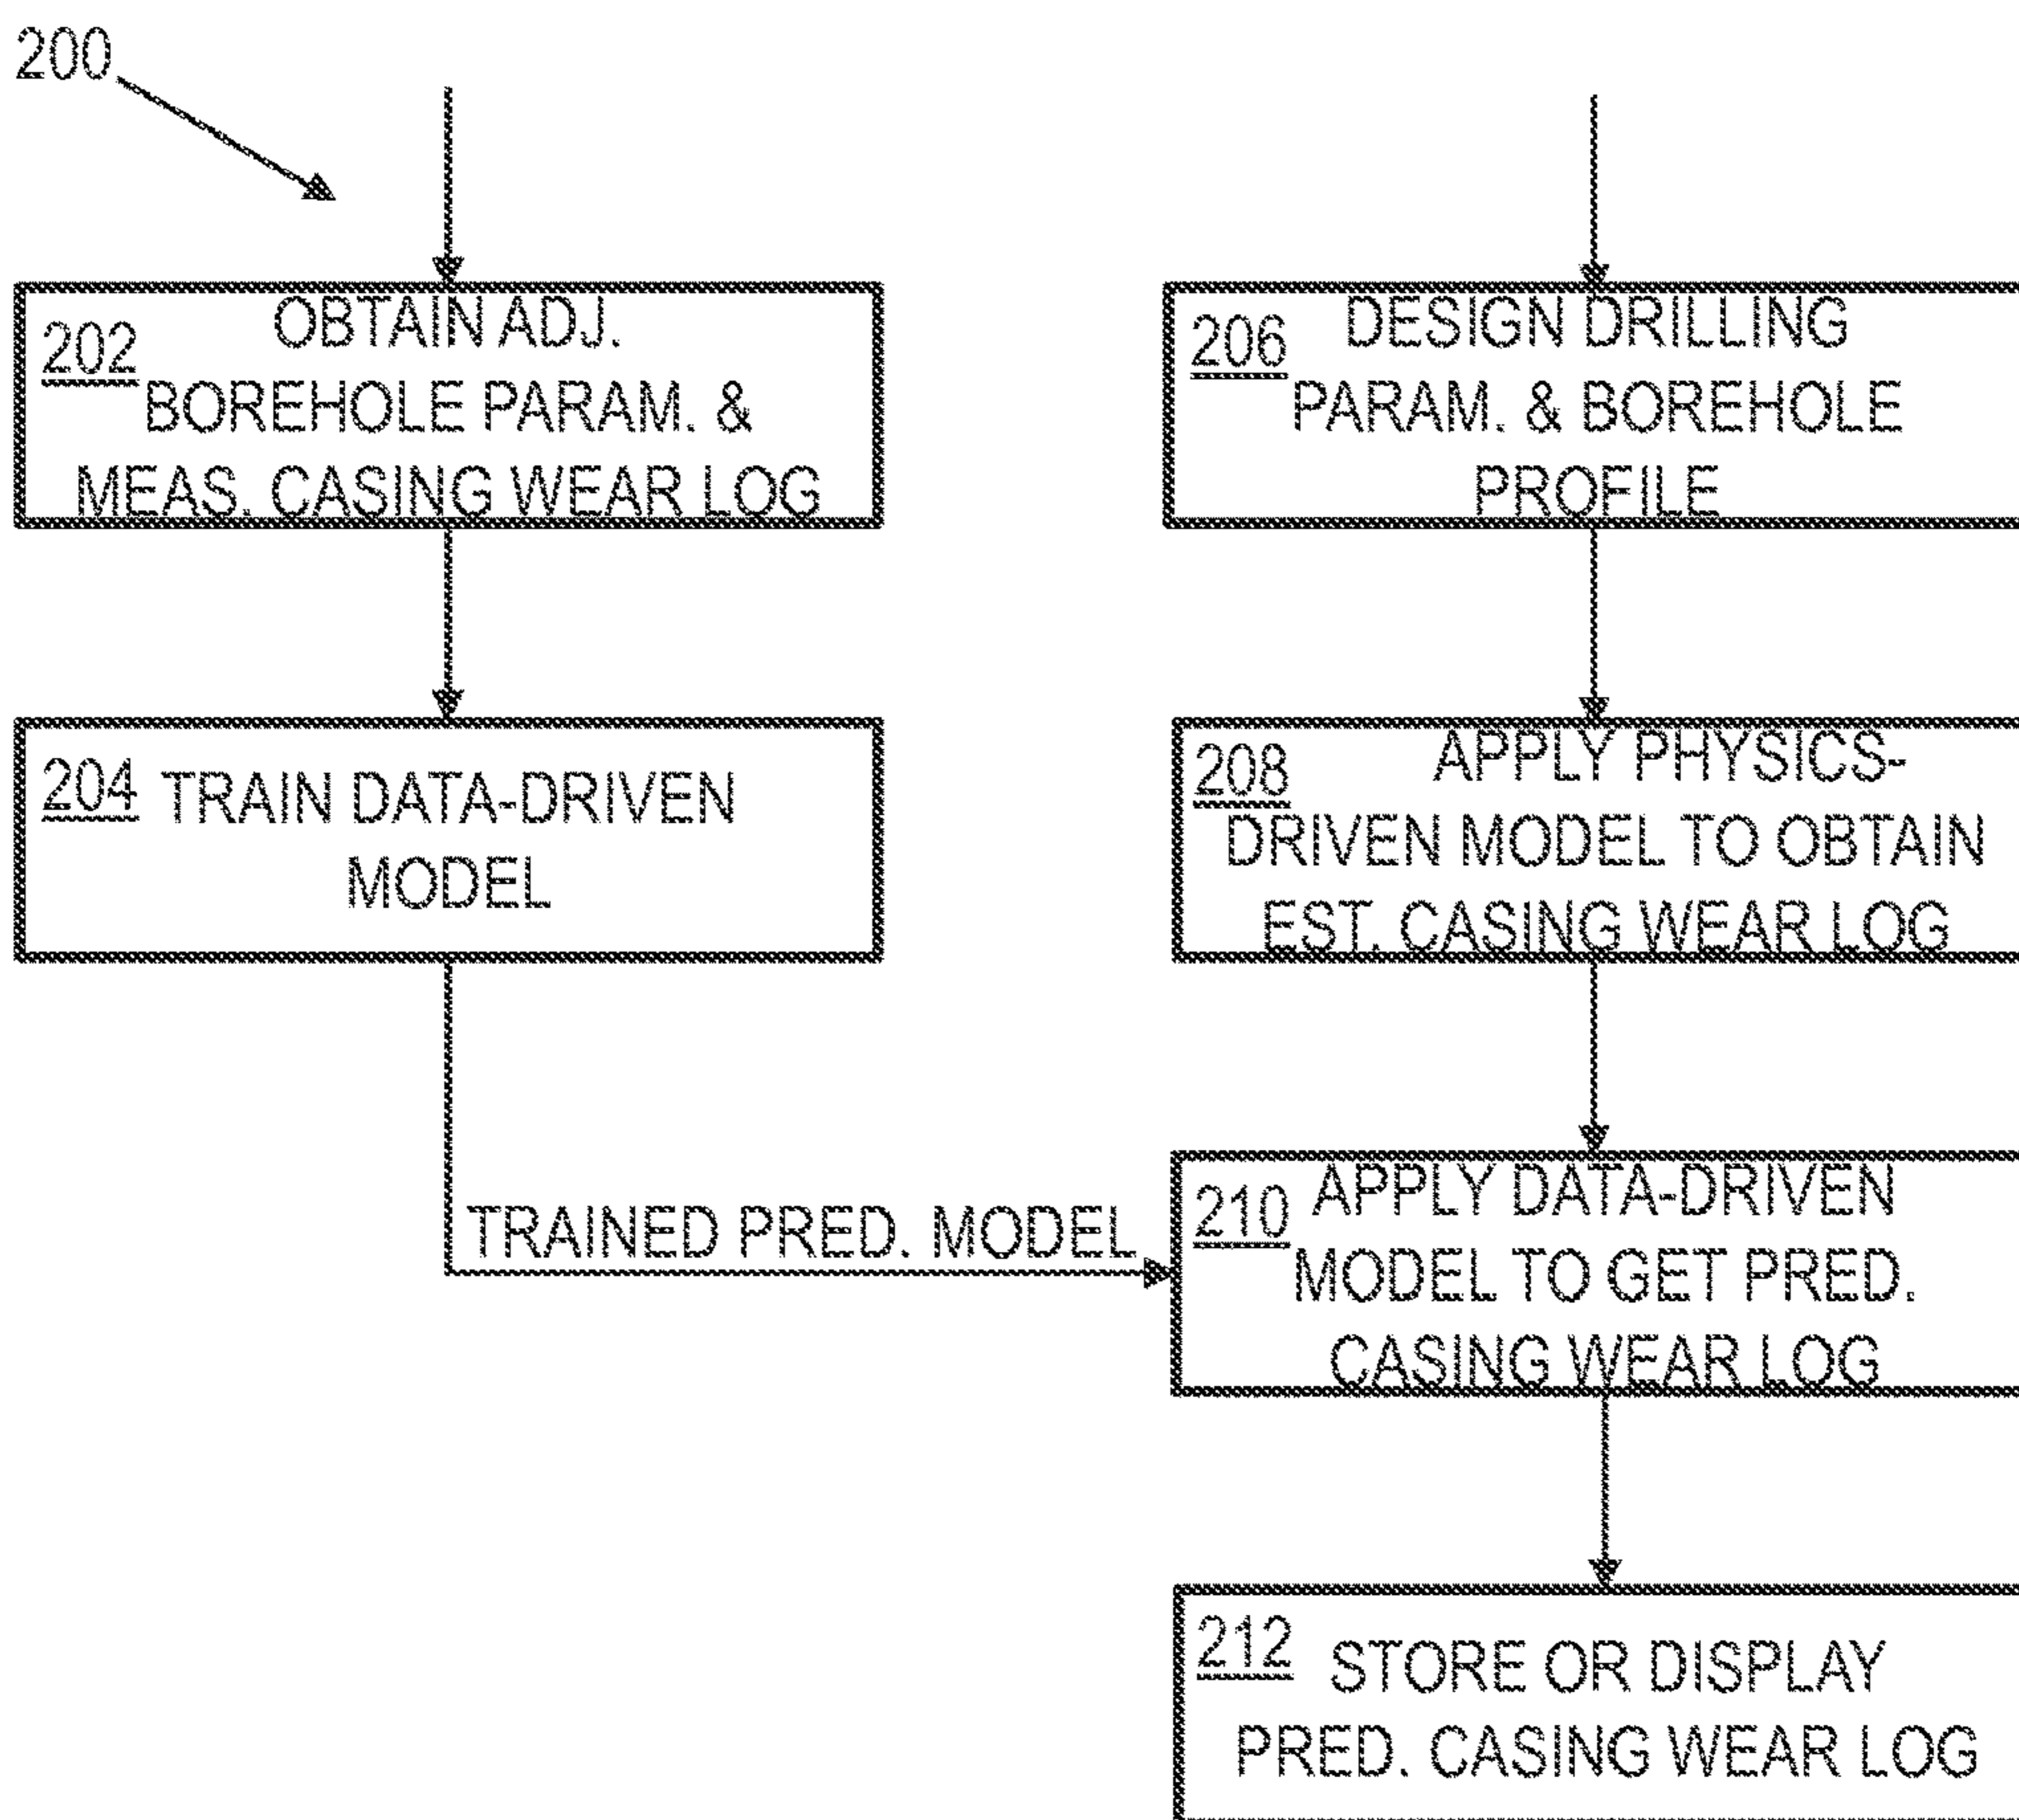 200
202
OBTAIN ADJ.
BOREHOLE PARAM. &
MEAS. CASING WEAR LOG
204
TRAIN DATA-DRIVEN
MODEL
TRAINED PRED. MODEL
206
DESIGN DRILLING
PARAM. & BOREHOLE
PROFILE
208
APPLY PHYSICS-
DRIVEN MODEL TO OBTAIN
EST. CASING WEAR LOG
210
APPLY DATA-DRIVEN
MODEL TO GET PRED.
CASING WEAR LOG
212
STORE OR DISPLAY
PRED. CASING WEAR LOG